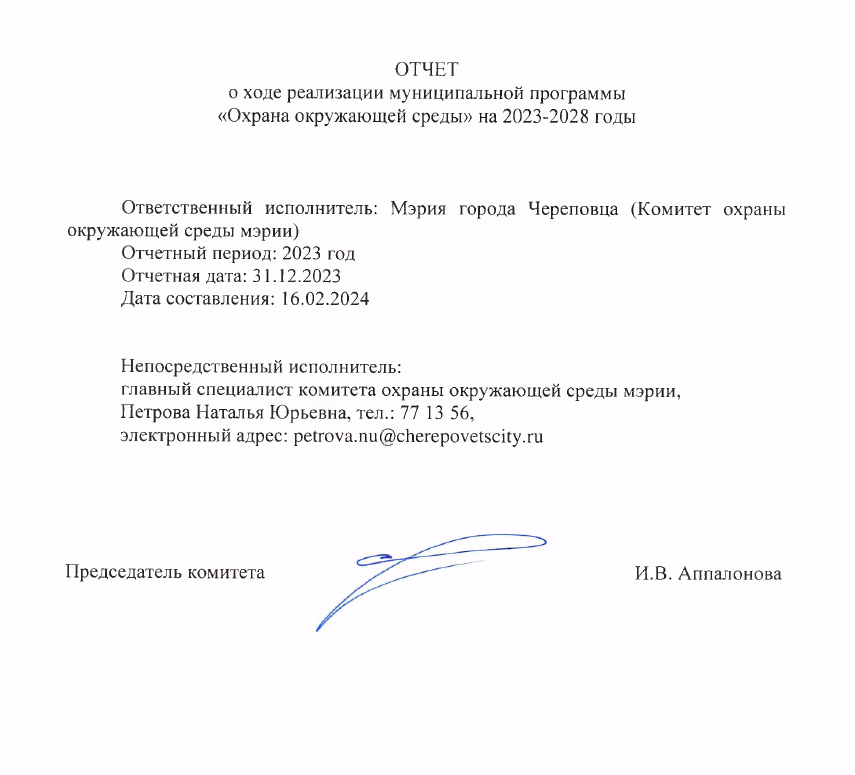 ОТЧЕТ
о ходе реализации муниципальной программы
«Охрана окружающей среды» на 2023-2028 годы
Ответственный исполнитель: Мэрия города Череповца (Комитет охраны
окружающей среды мэрии)
Отчетный период: 2023 год
Отчетная дата: 31.12.2023
Дата составления: 16.02.2024
Непосредственный исполнитель:
главный специалист комитета охраны окружающей среды мэрии,
Петрова Наталья Юрьевна, тел.: 77 13 56,
электронный адрес: petrova.nu@cherepovetscity.ru
Председатель комитета И.В. Аппалонова